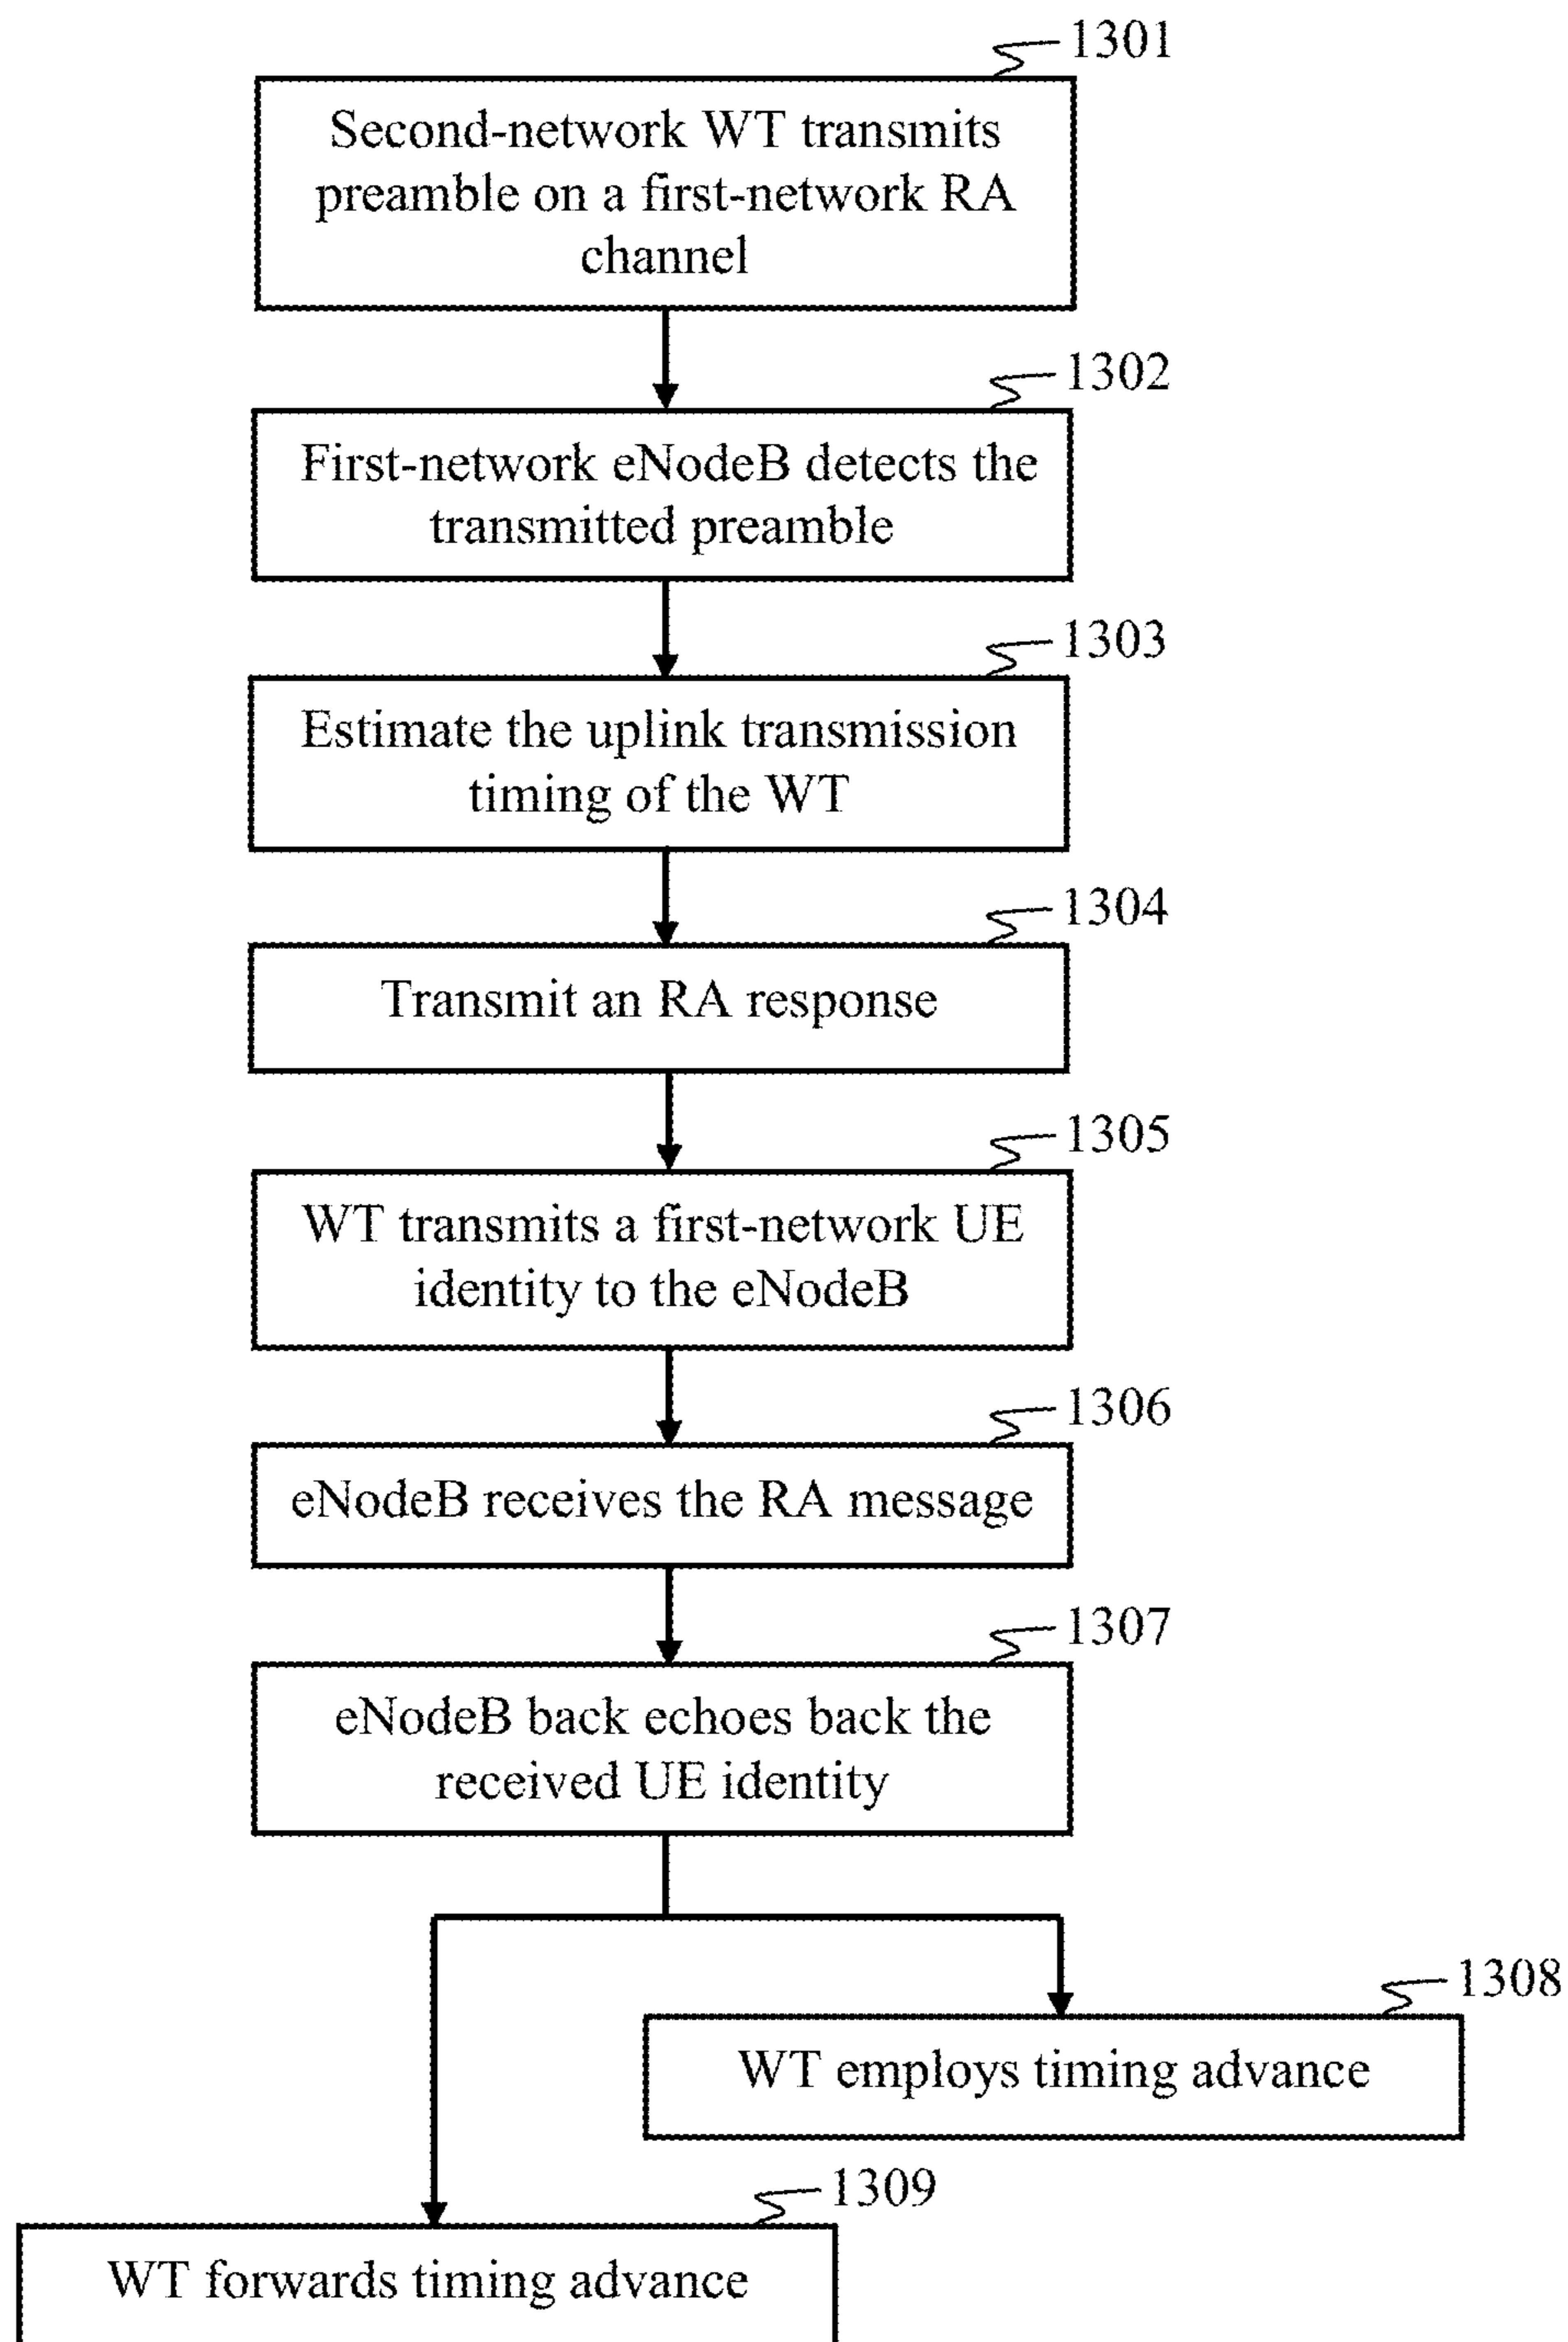 1301
Second-network WT transmits
preamble on a first-network RA
channel
1302
First-network eNodeB detects the
transmitted preamble
1303
Estimate the uplink transmission
timing of the WT
1304
Transmit an RA response
1305
WT transmits a first-network UE
identity to the eNodeB
1306
eNodeB receives the RA message
1307
eNodeB back echoes back the
received UE identity
1308
WT employs timing advance
1309
WT forwards timing advance